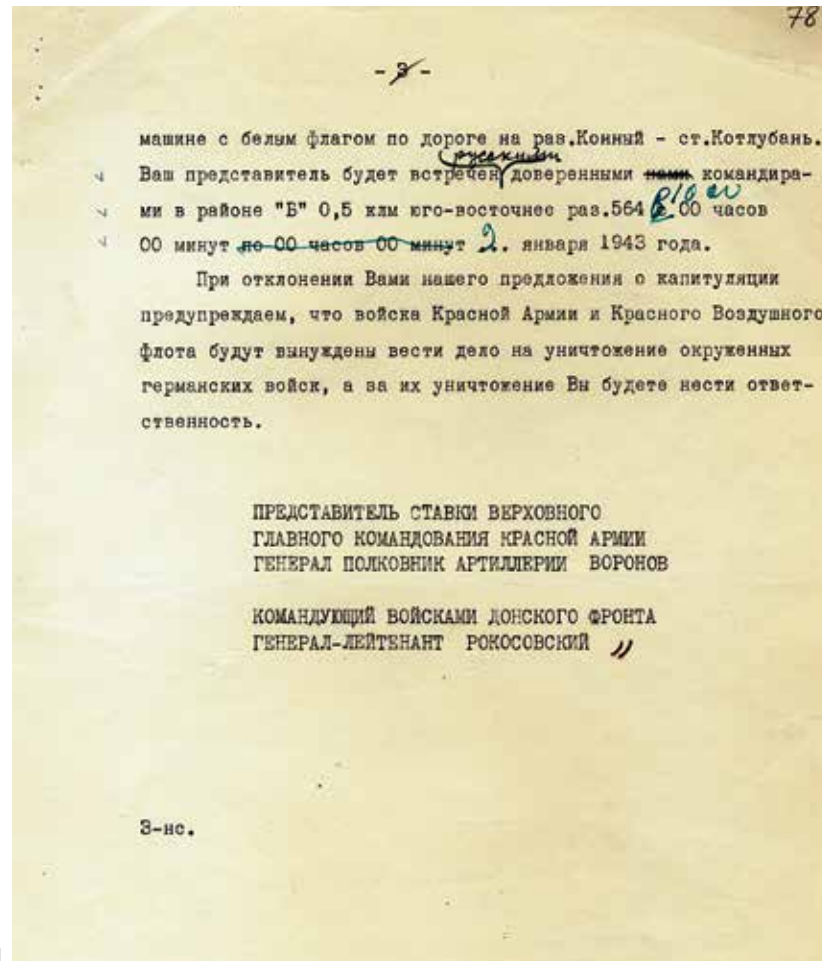 78
- 3 -
машине с белым флагом по дороге на раз.Конный - ст.Котлубань.
русскими
Ваш представитель будет встречен доверенными нами командира-
ми в районе "Б" 0,5 клм юго-восточнее раз.564 в 10 00 00 часов
00 минут до 00 часов 00 минут 9. января 1943 года.
При отклонении Вами нашего предложения о капитуляции
предупреждаем, что войска Красной Армии и Красного Воздушного
флота будут вынуждены вести дело на уничтожение окруженных
германских войск, а за их уничтожение Вы будете нести ответ-
ственность.
ПРЕДСТАВИТЕЛЬ СТАВКИ ВЕРХОВНОГО
ГЛАВНОГО КОМАНДОВАНИЯ КРАСНОЙ АРМИИ
ГЕНЕРАЛ ПОЛКОВНИК АРТИЛЛЕРИИ ВОРОНОВ
КОМАНДУЮЩИЙ ВОЙСКАМИ ДОНСКОГО ФРОНТА
ГЕНЕРАЛ-ЛЕЙТЕНАНТ РОКОСОВСКИЙ "
3-нс.